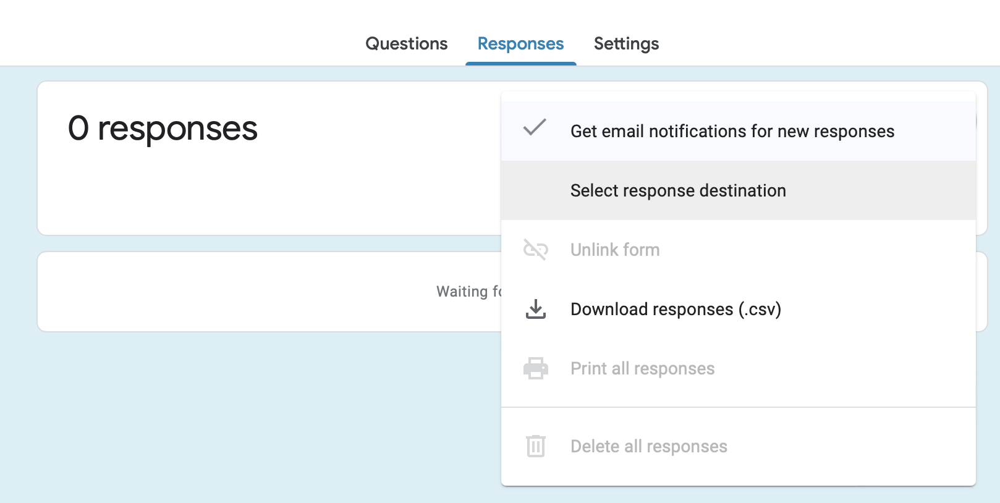 Questions Responses Settings
0 responses
Get email notifications for new responses
Select response destination
Unlink form
Waiting
Download responses (.csv)
Print all responses
Delete all responses